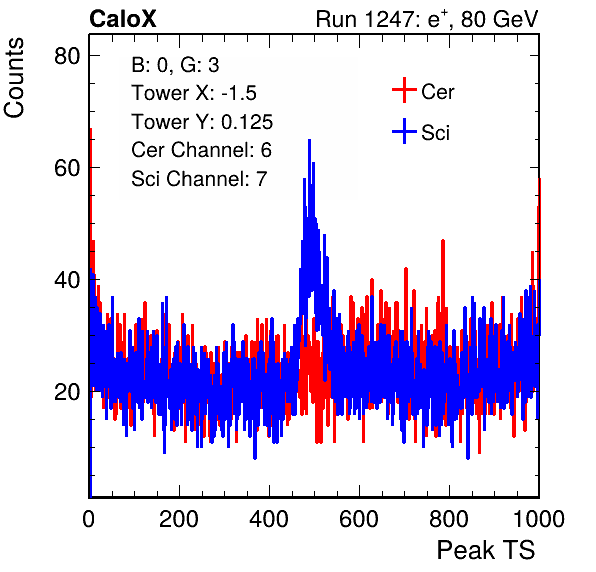 CaloX
Run 1247: e+, 80 GeV
Counts
80
60
40
20
B: 0, G: 3
Tower X: -1.5
Tower Y: 0.125
Cer Channel: 6
Sci Channel: 7
Cer
Sci
0 200 400 600 800 1000
Peak TS